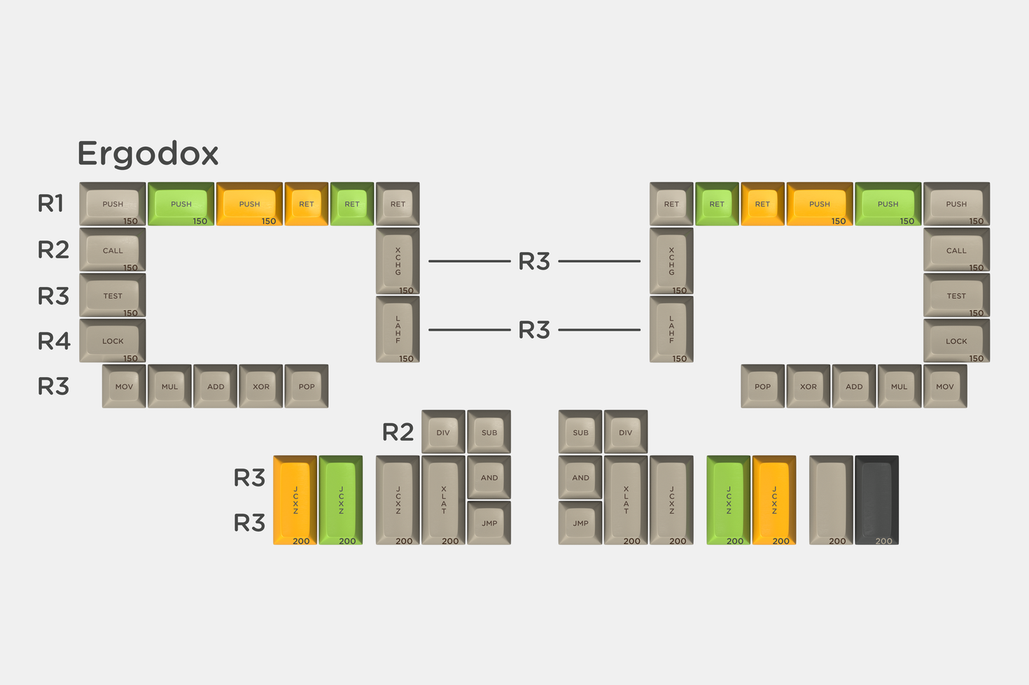 Ergodox
R1 PUSH 150 PUSH 150 PUSH 150 RET RET RET RET RET RET PUSH 150 PUSH 150 PUSH 150
R2 CALL 150 XCHG 150 R3 XCHG 150 CALL 150
R3 TEST 150 TEST 150
R4 LOCK 150 LAHF 150 R3 LAHF 150 LOCK 150
R3 MOV MUL ADD XOR POP POP XOR ADD MUL MOV
R2 DIV SUB SUB DIV
R3 JCXZ 200 JCXZ 200 JCXZ 200 XLAT 200 AND AND XLAT 200 JCXZ 200 JCXZ 200 JCXZ 200 200 200
R3 JMP JMP